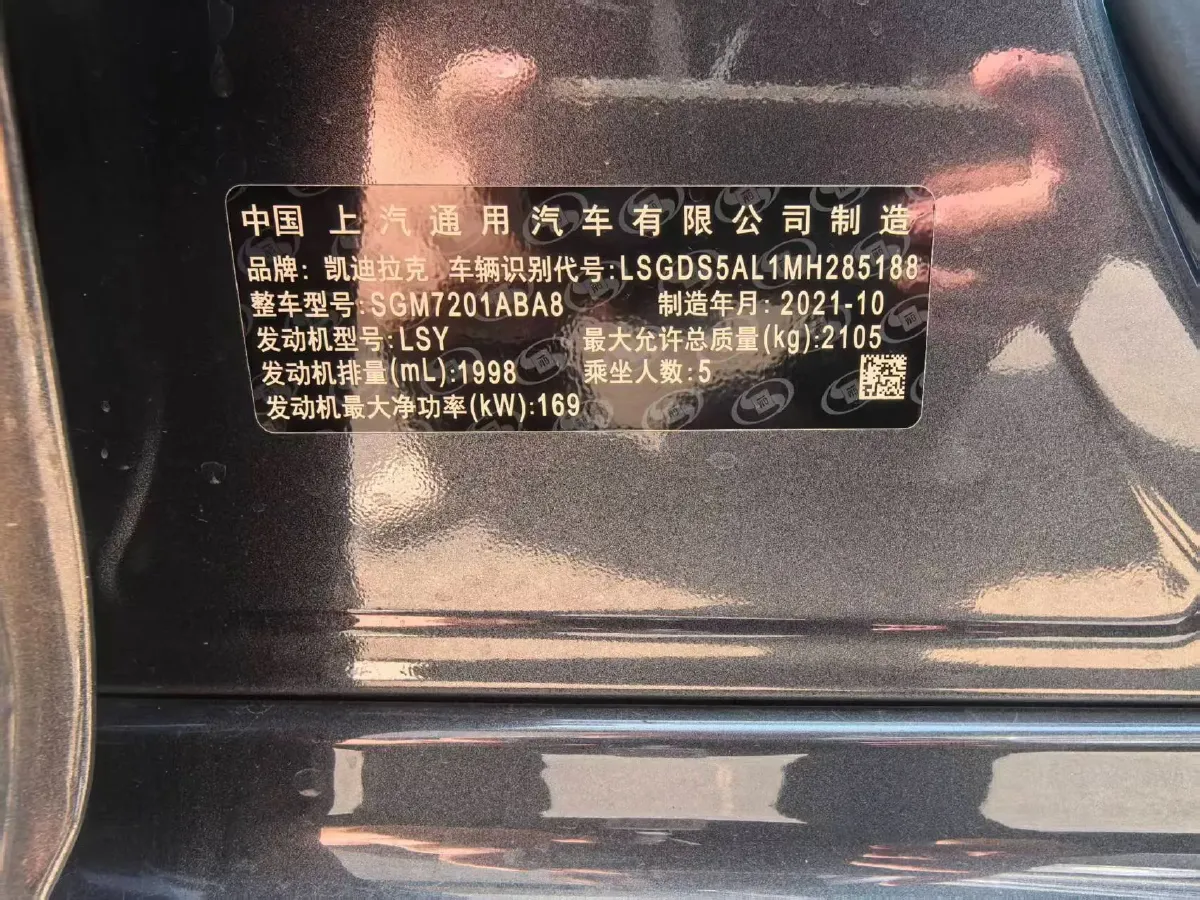 中国 上汽通用汽车有限公司制造
品牌: 凯迪拉克 车辆识别代号:LSGDS5AL1MH285188
整车型号:SGM7201ABA8 制造年月: 2021-10
发动机型号:LSY 最大允许总质量(kg):2105
发动机排量(mL):1998 乘坐人数:5
发动机最大净功率(kW):169